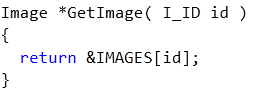 Image *GetImage( I_ID id )
{
  return &IMAGES[id];
}